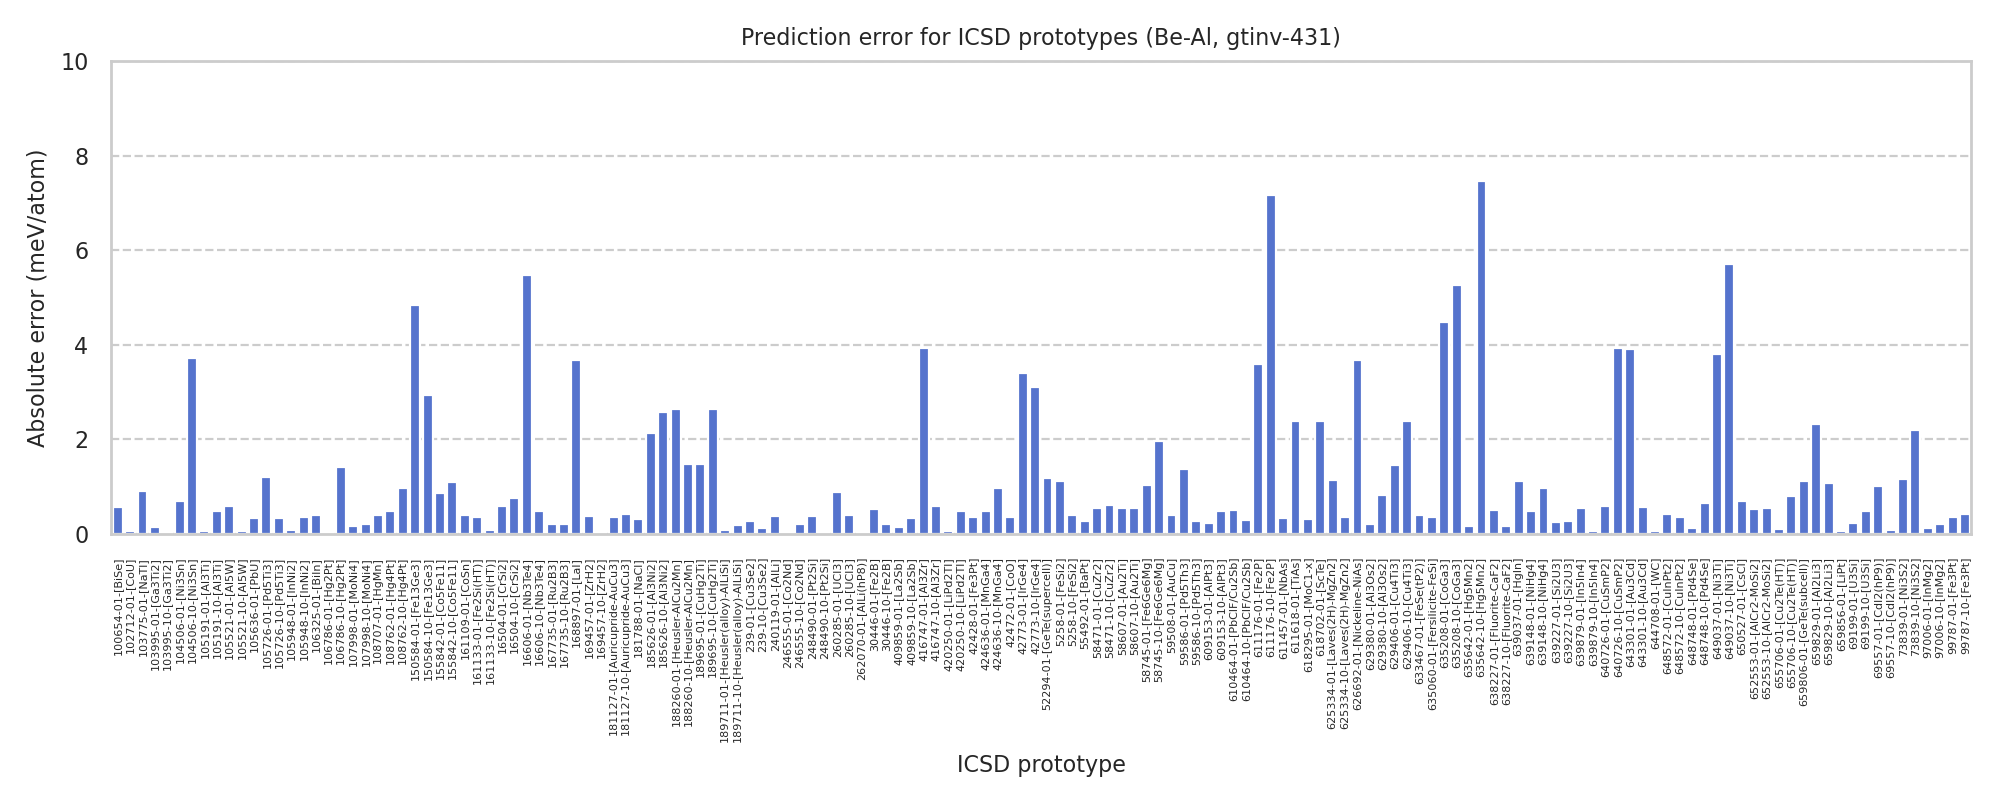 Prediction error for ICSD prototypes (Be-Al, gtinv-431)
Absolute error (meV/atom)
10
8
6
4
2
0
100654-01-[BiSe]
102712-01-[CoU]
103775-01-[NaTl]
103995-01-[Ga3Ti2]
103995-10-[Ga3Ti2]
104506-01-[Ni3Sn]
104506-10-[Ni3Sn]
105191-01-[Al3Ti]
105191-10-[Al3Ti]
105521-01-[Al5W]
105521-10-[Al5W]
105636-01-[PbU]
105726-01-[Pd5Ti3]
105726-10-[Pd5Ti3]
105948-01-[InNi2]
105948-10-[InNi2]
106325-01-[BiIn]
106786-01-[Hg2Pt]
106786-10-[Hg2Pt]
107998-01-[MoNi4]
107998-10-[MoNi4]
108707-01-[HgMn]
108762-01-[Hg4Pt]
108762-10-[Hg4Pt]
150584-01-[Fe13Ge3]
150584-10-[Fe13Ge3]
155842-01-[Co5Fe11]
155842-10-[Co5Fe11]
161109-01-[CoSn]
161133-01-[Fe2Si(HT)]
161133-10-[Fe2Si(HT)]
16504-01-[CrSi2]
16504-10-[CrSi2]
16606-01-[Nb3Te4]
16606-10-[Nb3Te4]
167735-01-[Ru2B3]
167735-10-[Ru2B3]
168897-01-[LaI]
169457-01-[ZrH2]
169457-10-[ZrH2]
181127-01-[Auricupride-AuCu3]
181127-10-[Auricupride-AuCu3]
181788-01-[NaCl]
185626-01-[Al3Ni2]
185626-10-[Al3Ni2]
188260-01-[Heusler-AlCu2Mn]
188260-10-[Heusler-AlCu2Mn]
189695-01-[CuHg2Ti]
189695-10-[CuHg2Ti]
189711-01-[Heusler(alloy)-AlLiSi]
189711-10-[Heusler(alloy)-AlLiSi]
239-01-[Cu3Se2]
239-10-[Cu3Se2]
240119-01-[AlLi]
246555-01-[Co2Nd]
246555-10-[Co2Nd]
248490-01-[Pt2Si]
248490-10-[Pt2Si]
260285-01-[UCl3]
260285-10-[UCl3]
262070-01-[AlLi(hP8)]
30446-01-[Fe2B]
30446-10-[Fe2B]
409859-01-[La2Sb]
409859-10-[La2Sb]
416747-01-[Al3Zr]
416747-10-[Al3Zr]
420250-01-[LiPd2Tl]
420250-10-[LiPd2Tl]
42428-01-[Fe3Pt]
424636-01-[MnGa4]
424636-10-[MnGa4]
42472-01-[CoO]
42773-01-[IrGe4]
42773-10-[IrGe4]
52294-01-[GeTe(supercell)]
5258-01-[FeSi2]
5258-10-[FeSi2]
55492-01-[BaPt]
58471-01-[CuZr2]
58471-10-[CuZr2]
58607-01-[Au2Ti]
58607-10-[Au2Ti]
58745-01-[Fe6Ge6Mg]
58745-10-[Fe6Ge6Mg]
59508-01-[AuCu]
59586-01-[Pd5Th3]
59586-10-[Pd5Th3]
609153-01-[AlPt3]
609153-10-[AlPt3]
610464-01-[PbClF/Cu2Sb]
610464-10-[PbClF/Cu2Sb]
611176-01-[Fe2P]
611176-10-[Fe2P]
611457-01-[NbAs]
611618-01-[TiAs]
618295-01-[MoC1-x]
618702-01-[ScTe]
625334-01-[Laves(2H)-MgZn2]
625334-10-[Laves(2H)-MgZn2]
626692-01-[Nickeline-NiAs]
629380-01-[Al3Os2]
629380-10-[Al3Os2]
629406-01-[Cu4Ti3]
629406-10-[Cu4Ti3]
633467-01-[FeSe(tP2)]
635060-01-[Fersilicite-FeSi]
635208-01-[CoGa3]
635208-10-[CoGa3]
635642-01-[Hg5Mn2]
635642-10-[Hg5Mn2]
638227-01-[Fluorite-CaF2]
638227-10-[Fluorite-CaF2]
639037-01-[HgIn]
639148-01-[NiHg4]
639148-10-[NiHg4]
639227-01-[Si2U3]
639227-10-[Si2U3]
639879-01-[In5In4]
639879-10-[In5In4]
640726-01-[CuSmP2]
640726-10-[CuSmP2]
643301-01-[Au3Cd]
643301-10-[Au3Cd]
644708-01-[WC]
648572-01-[CuInPt2]
648572-10-[CuInPt2]
648748-01-[Pd4Se]
648748-10-[Pd4Se]
649037-01-[Ni3Ti]
649037-10-[Ni3Ti]
650527-01-[CsCl]
652553-01-[AlCr2-MoSi2]
652553-10-[AlCr2-MoSi2]
655706-01-[Cu2Te(HT)]
655706-10-[Cu2Te(HT)]
659806-01-[GeTe(subcell)]
659829-01-[Al2Li3]
659829-10-[Al2Li3]
659856-01-[LiPt]
69199-01-[U3Si]
69199-10-[U3Si]
69557-01-[CdI2(hP9)]
69557-10-[CdI2(hP9)]
73839-01-[Ni3S2]
73839-10-[Ni3S2]
97006-01-[InMg2]
97006-10-[InMg2]
99787-01-[Fe3Pt]
99787-10-[Fe3Pt]
ICSD prototype